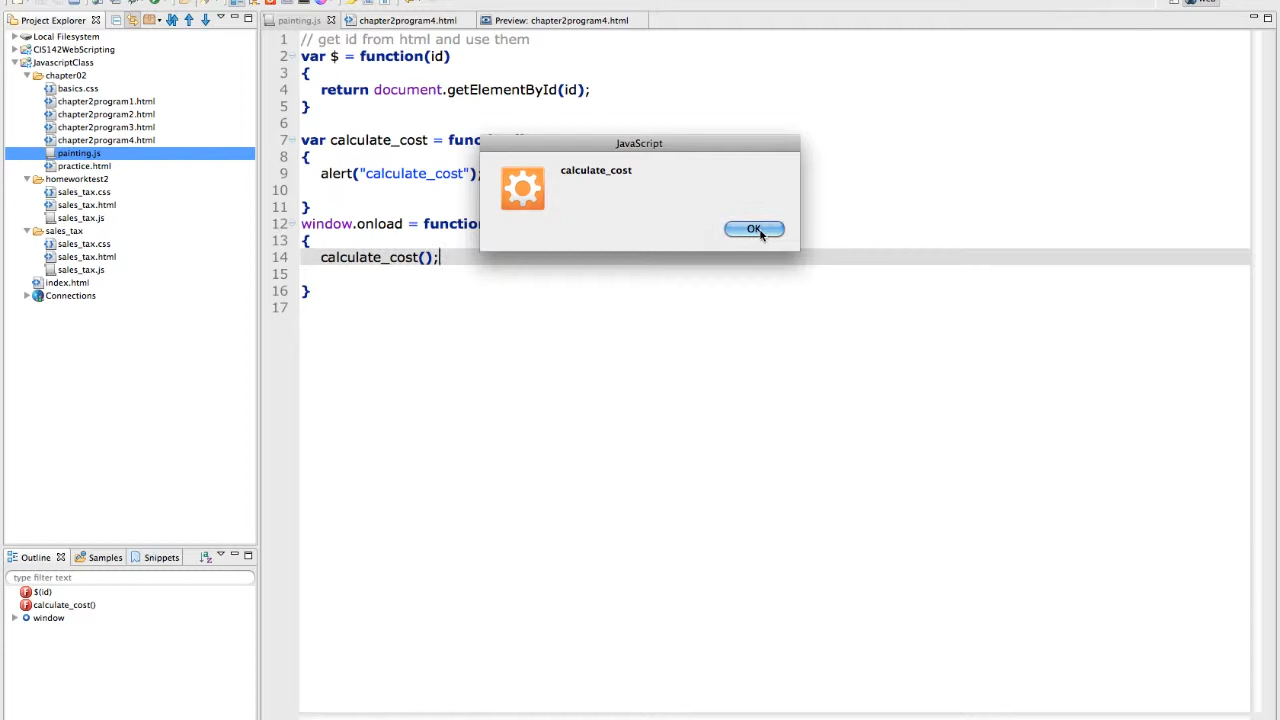 Web
Project Explorer
painting.js
chapter2program4.html
Preview: chapter2program4.html
Local Filesystem
CIS142WebScripting
JavascriptClass
chapter02
basics.css
chapter2program1.html
chapter2program2.html
chapter2program3.html
chapter2program4.html
painting.js
practice.html
homeworktest2
sales_tax.css
sales_tax.html
sales_tax.js
sales_tax
sales_tax.css
sales_tax.html
sales_tax.js
index.html
Connections
1 // get id from html and use them
2 var $ = function(id)
3 {
4 return document.getElementById(id);
5 }
6
7 var calculate_cost = func
8 {
9 alert("calculate_cost");
10
11 }
12 window.onload = functio
13 {
14 calculate_cost();
15
16 }
17
JavaScript
calculate_cost
OK
Outline
Samples
Snippets
type filter text
$(id)
calculate_cost()
window